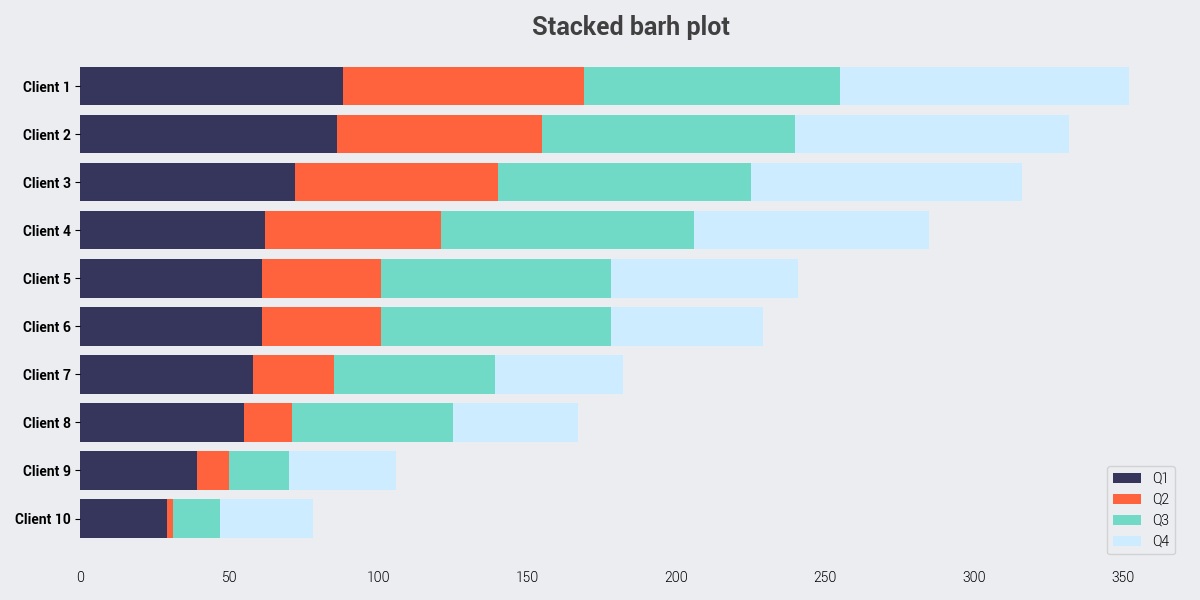 Stacked barh plot
Client 1
Client 2
Client 3
Client 4
Client 5
Client 6
Client 7
Client 8
Client 9
Client 10
Q1
Q2
Q3
Q4
0 50 100 150 200 250 300 350